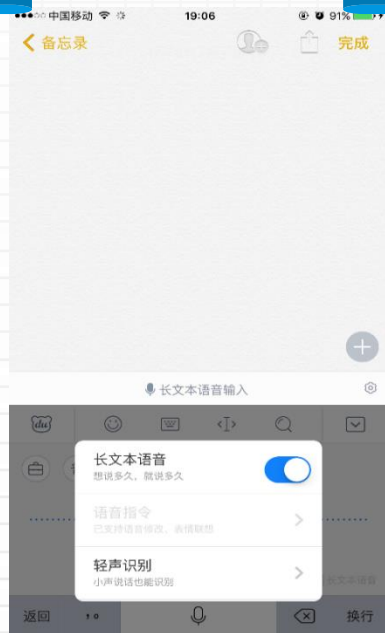 中国移动 19:06 91%
备忘录 完成
长文本语音输入
du
长文本语音
想说多久，就说多久
语音指令
已支持语音修改、表情联想
轻声识别
小声说话也能识别
长文本语音
返回 ，。 换行